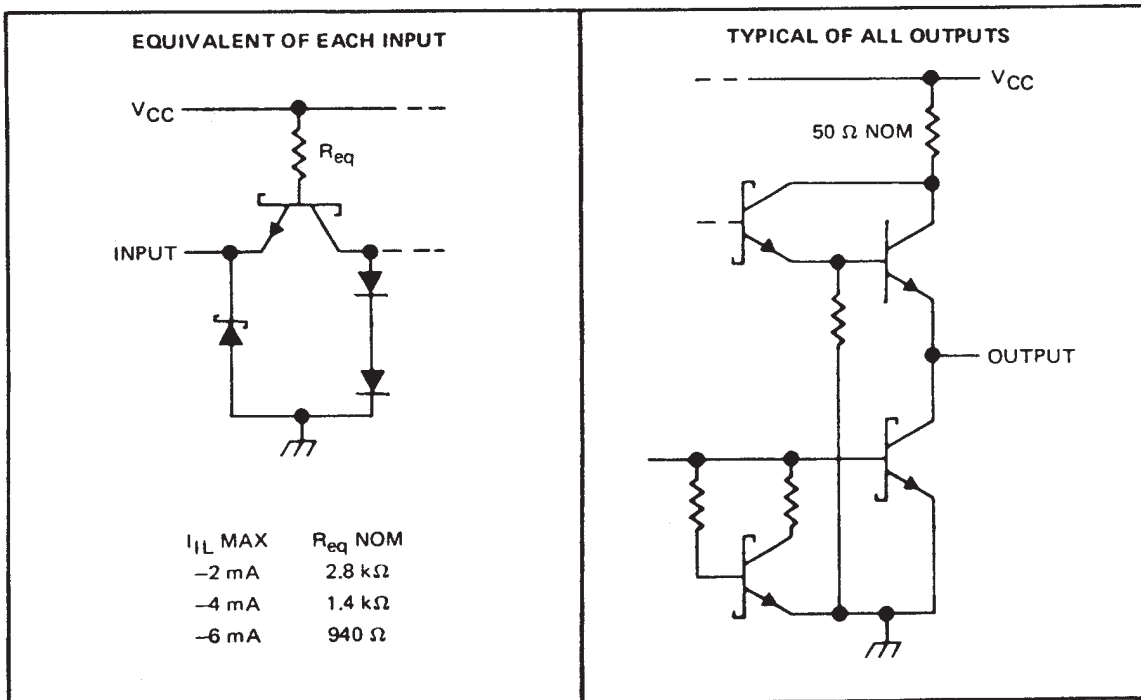 EQUIVALENT OF EACH INPUT
VCC
Req
INPUT
IIL MAX Req NOM
–2 mA 2.8 kΩ
–4 mA 1.4 kΩ
–6 mA 940 Ω
TYPICAL OF ALL OUTPUTS
VCC
50 Ω NOM
OUTPUT